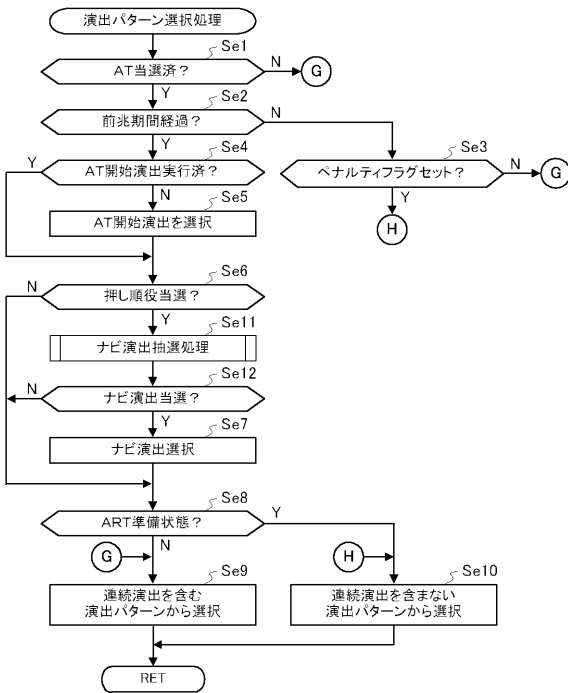 演出パターン選択処理
Se1
AT当選済？
N
G
Y
Se2
前兆期間経過？
N
Y
Se4
Y
AT開始演出実行済？
N
Se3
ペナルティフラグセット？
N
G
Y
H
Se5
AT開始演出を選択
Se6
N
押し順役当選？
Y
Se11
ナビ演出抽選処理
Se12
N
ナビ演出当選？
Y
Se7
ナビ演出選択
Se8
ART準備状態？
Y
N
G
H
Se9
連続演出を含む
演出パターンから選択
Se10
連続演出を含まない
演出パターンから選択
RET